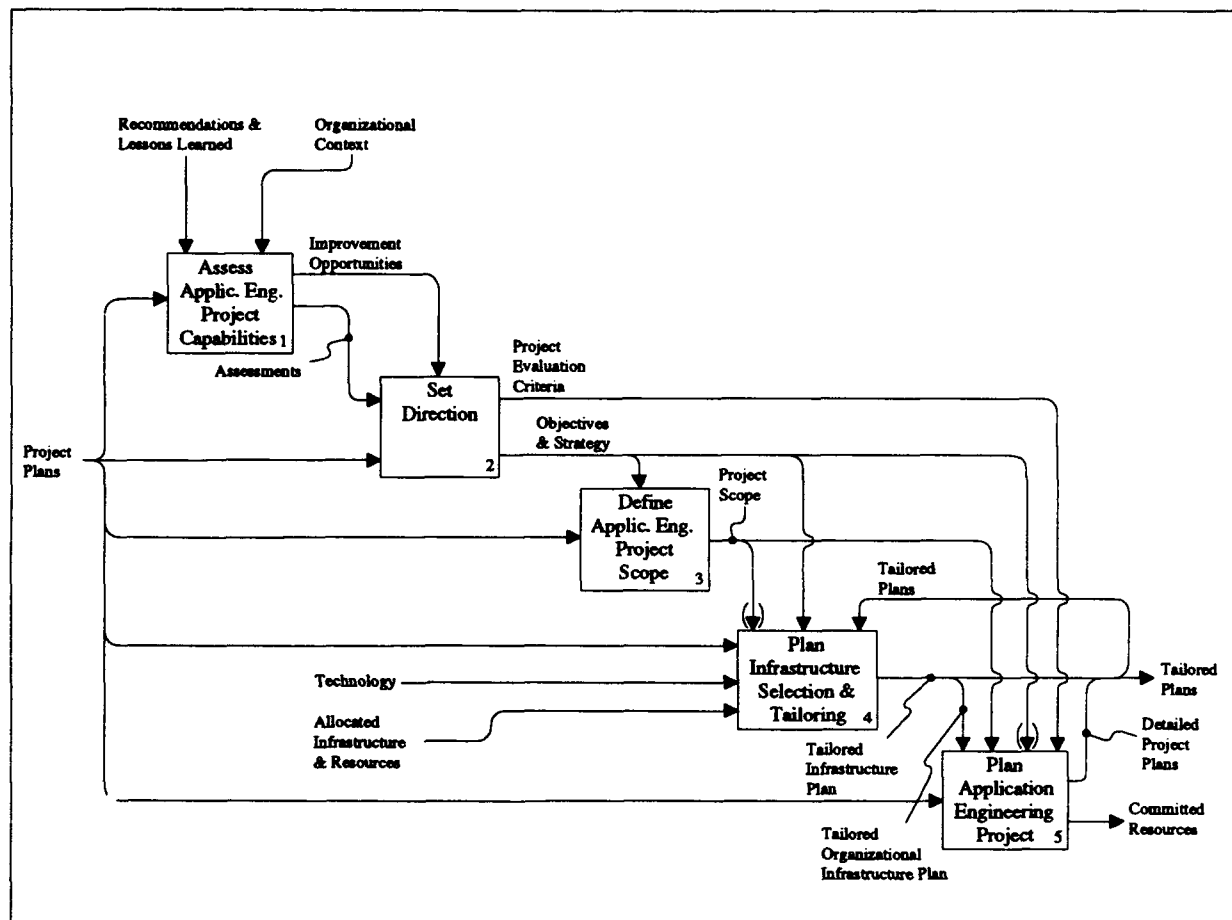 Recommendations &
Lessons Learned
Organizational
Context
Improvement
Opportunities
Assess
Applic. Eng.
Project
Capabilities 1
Assessments
Project
Evaluation
Criteria
Set
Direction
2
Objectives
& Strategy
Project
Plans
Project
Scope
Define
Applic. Eng.
Project
Scope 3
Tailored
Plans
Plan
Infrastructure
Selection &
Tailoring 4
Technology
Allocated
Infrastructure
& Resources
Tailored
Plans
Tailored
Infrastructure
Plan
Detailed
Project
Plans
Plan
Application
Engineering
Project 5
Committed
Resources
Tailored
Organizational
Infrastructure Plan